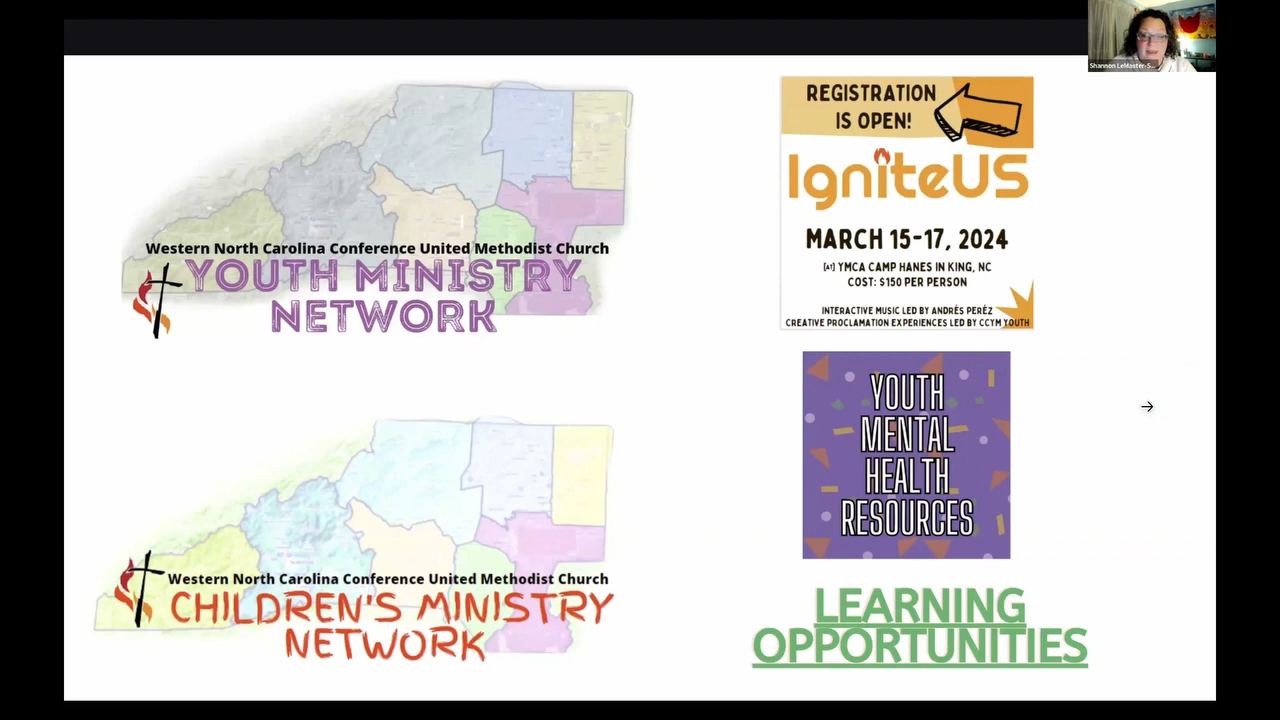 Shannon LeMaster-S...
Western North Carolina Conference United Methodist Church
YOUTH MINISTRY
NETWORK
REGISTRATION
IS OPEN!
IgniteUS
MARCH 15-17, 2024
[AT] YMCA CAMP HANES IN KING, NC
COST: $150 PER PERSON
INTERACTIVE MUSIC LED BY ANDRÉS PERÉZ
CREATIVE PROCLAMATION EXPERIENCES LED BY CCYM YOUTH
YOUTH
MENTAL
HEALTH
RESOURCES
Western North Carolina Conference United Methodist Church
CHILDREN'S MINISTRY
NETWORK
LEARNING
OPPORTUNITIES